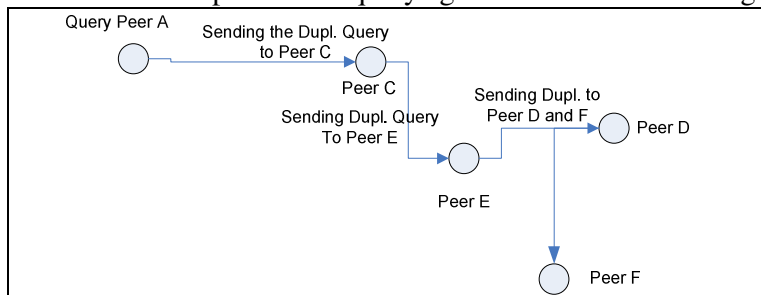 Query Peer A
Sending the Dupl. Query
to Peer C
Peer C
Sending Dupl. Query
To Peer E
Sending Dupl. to
Peer D and F
Peer D
Peer E
Peer F